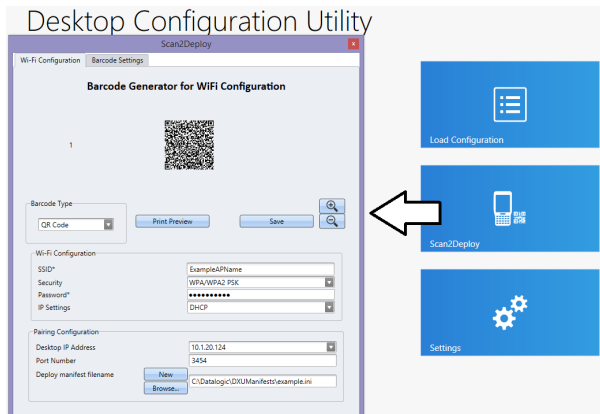 Desktop Configuration Utility
Scan2Deploy
x
Wi-Fi Configuration Barcode Settings
Barcode Generator for WiFi Configuration
1
Barcode Type
QR Code
Print Preview
Save
Wi-Fi Configuration
SSID* ExampleAPName
Security WPA/WPA2 PSK
Password* ••••••••••
IP Settings DHCP
Pairing Configuration
Desktop IP Address 10.1.20.124
Port Number 3454
Deploy manifest filename New
Browse... C:\Datalogic\DXUManifests\example.ini
Load Configuration
Scan2Deploy
Settings